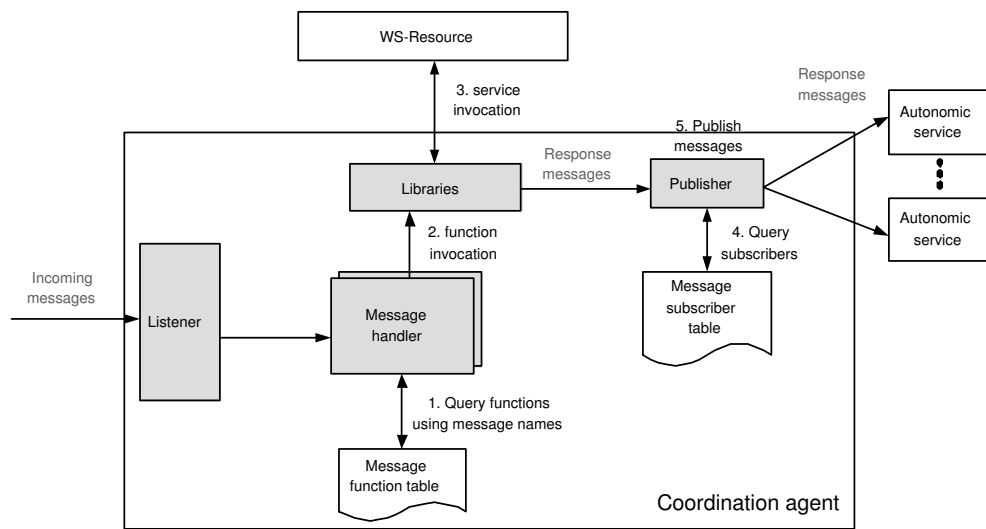 WS-Resource
Response
messages
3. service
invocation
Autonomic
service
5. Publish
messages
Response
messages
Libraries
Publisher
Autonomic
service
2. function
invocation
4. Query
subscribers
Incoming
messages
Listener
Message
handler
Message
subscriber
table
1. Query functions
using message names
Message
function table
Coordination agent